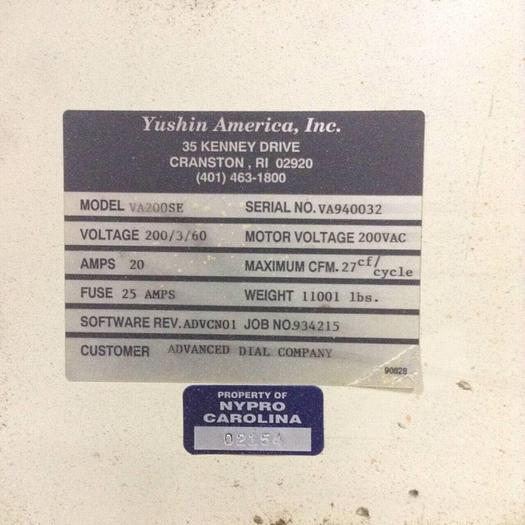 Yushin America, Inc.
35 KENNEY DRIVE
CRANSTON , RI 02920
(401) 463-1800
MODEL VA200SE SERIAL NO. VA940032
VOLTAGE 200/3/60 MOTOR VOLTAGE 200VAC
AMPS 20 MAXIMUM CFM. 27cf/cycle
FUSE 25 AMPS WEIGHT 11001 lbs.
SOFTWARE REV. ADVCN01 JOB NO. 934215
CUSTOMER ADVANCED DIAL COMPANY
90828
PROPERTY OF
NYPRO
CAROLINA
02154